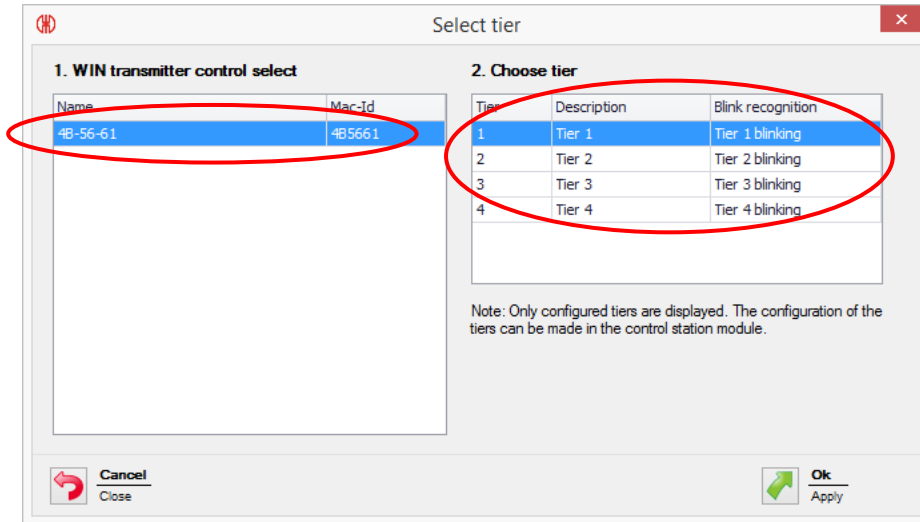 Select tier
1. WIN transmitter control select
Name Mac-Id
4B-56-61 4B5661
2. Choose tier
Tier Description Blink recognition
1 Tier 1 Tier 1 blinking
2 Tier 2 Tier 2 blinking
3 Tier 3 Tier 3 blinking
4 Tier 4 Tier 4 blinking
Note: Only configured tiers are displayed. The configuration of the
tiers can be made in the control station module.
Cancel
Close
Ok
Apply